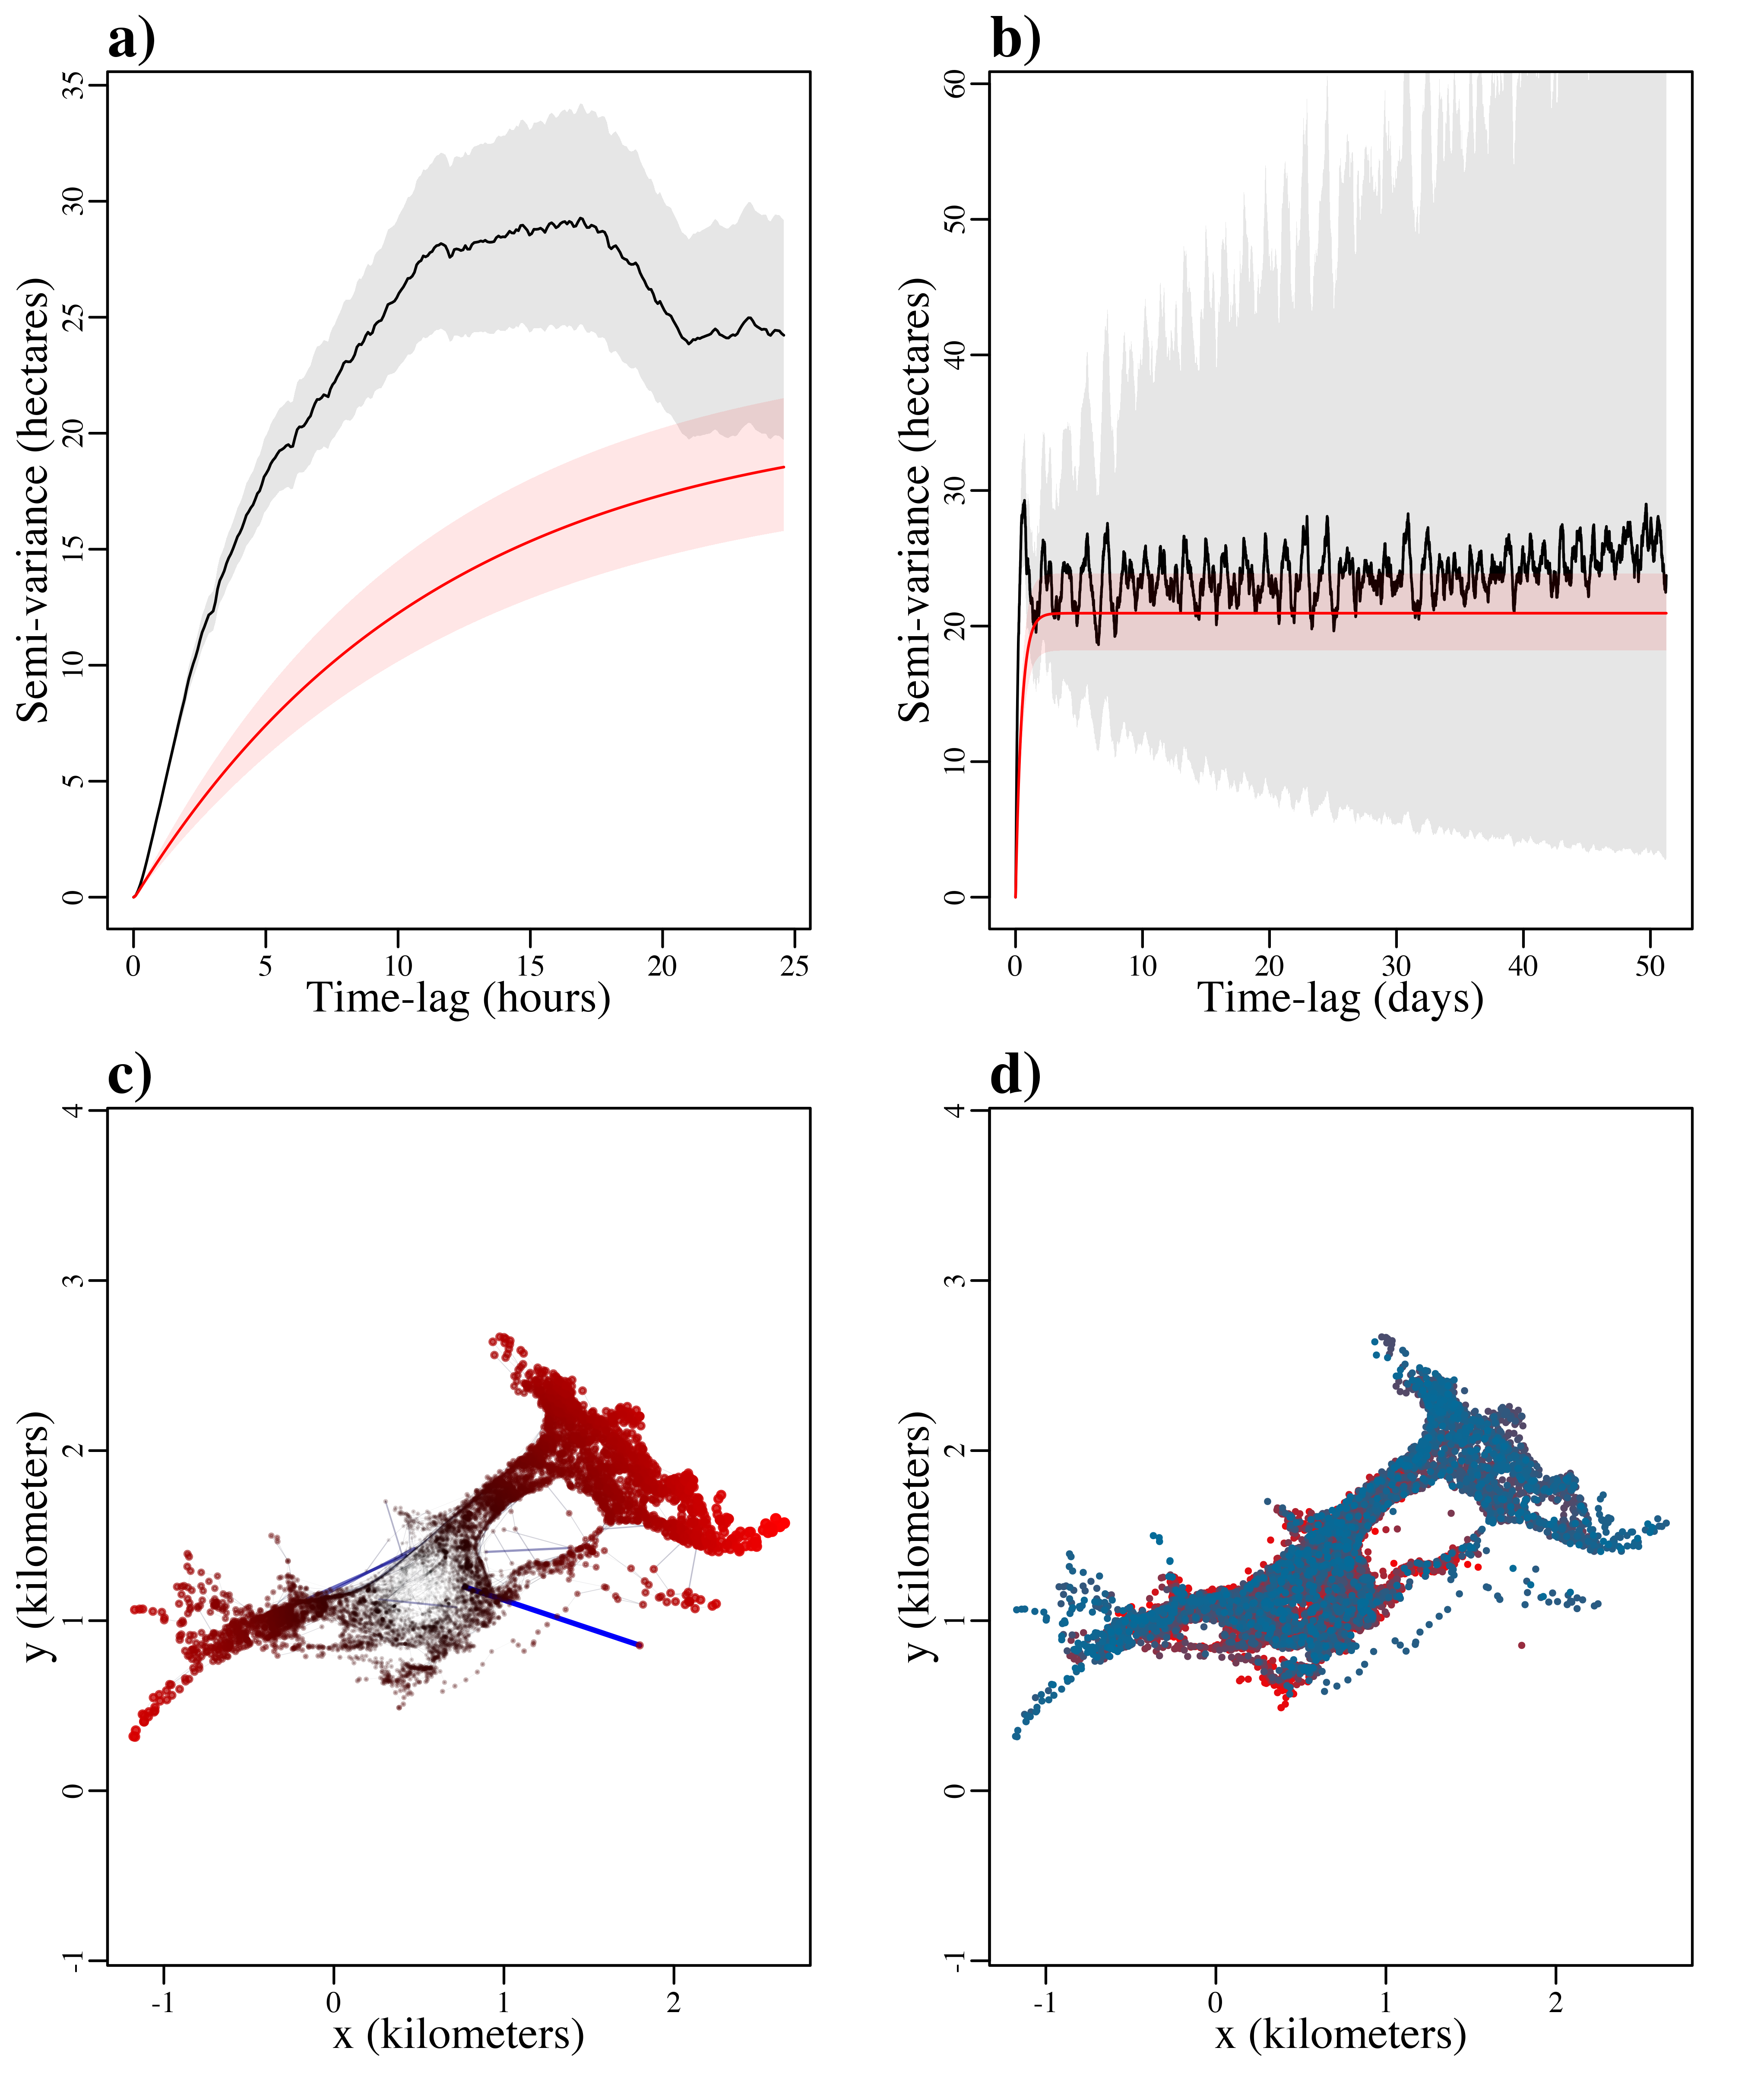 a)
Semi-variance (hectares)
35
30
25
20
15
10
5
0
0 5 10 15 20 25
Time-lag (hours)
b)
Semi-variance (hectares)
60
50
40
30
20
10
0
0 10 20 30 40 50
Time-lag (days)
c)
y (kilometers)
4
3
2
1
0
-1
-1 0 1 2
x (kilometers)
d)
y (kilometers)
4
3
2
1
0
-1
-1 0 1 2
x (kilometers)